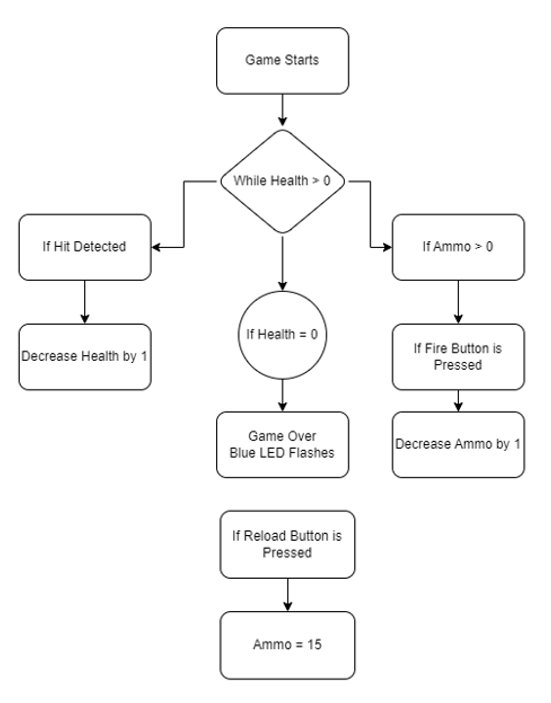 Game Starts
While Health > 0
If Hit Detected
If Ammo > 0
Decrease Health by 1
If Health = 0
If Fire Button is
Pressed
Game Over
Blue LED Flashes
Decrease Ammo by 1
If Reload Button is
Pressed
Ammo = 15